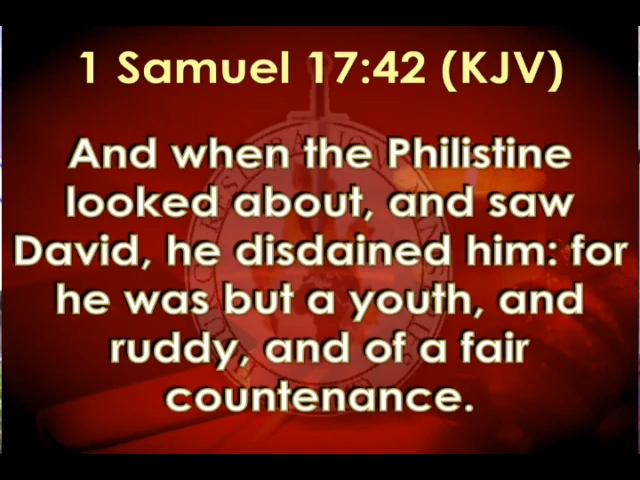 1 Samuel 17:42 (KJV)
And when the Philistine
looked about, and saw
David, he disdained him: for
he was but a youth, and
ruddy, and of a fair
countenance.